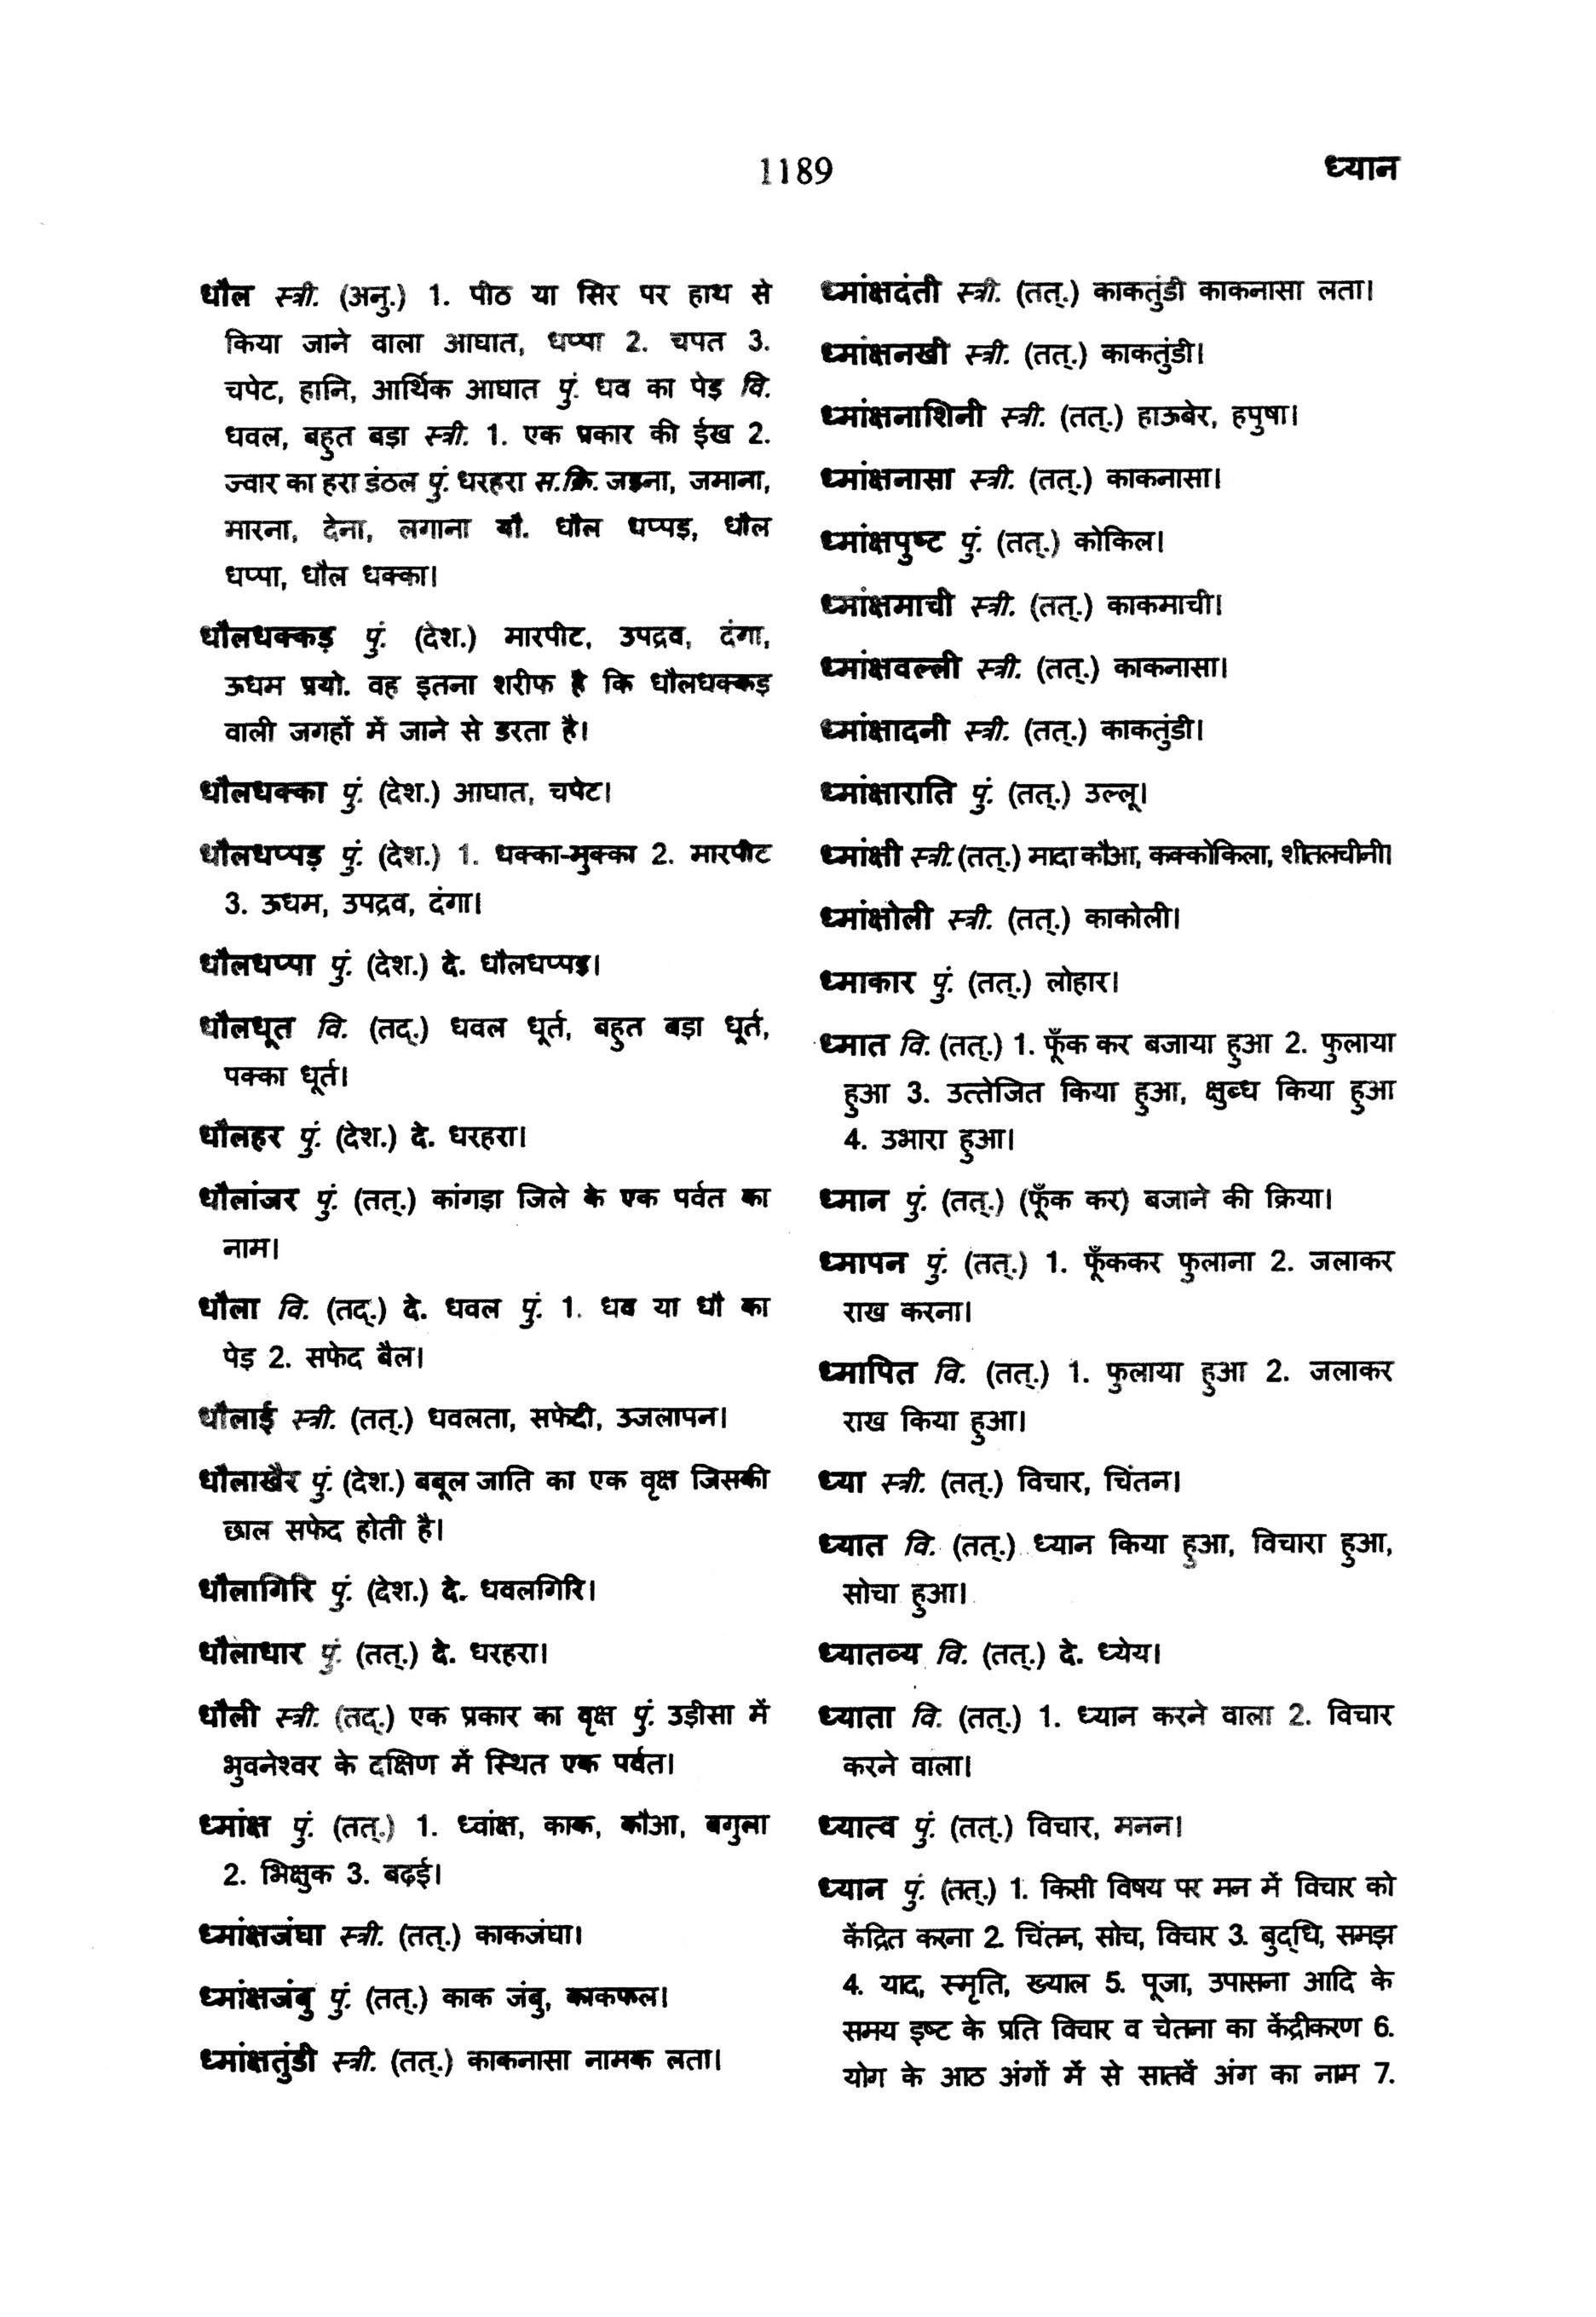 1189
ध्यान
धौल स्त्री. (अनु.) 1. पीठ या सिर पर हाथ से
किया जाने वाला आघात, धप्पा 2. चपत 3.
चपेट, हानि, आर्थिक आघात पुं. धव का पेड़ वि.
धवल, बहुत बड़ा स्त्री. 1. एक प्रकार की ईख 2.
ज्वार का हरा डंठल पुं. धरहरा स.क्रि. जड़ना, जमाना,
मारना, देना, लगाना यौ. धौल धप्पड़, धौल
धप्पा, धौल धक्का।
धौलधक्कड़ पुं. (देश.) मारपीट, उपद्रव, दंगा,
ऊधम प्रयो. वह इतना शरीफ है कि धौलधक्कड़
वाली जगहों में जाने से डरता है।
धौलधक्का पुं. (देश.) आघात, चपेट।
धौलधप्पड़ पुं. (देश.) 1. धक्का-मुक्का 2. मारपीट
3. ऊधम, उपद्रव, दंगा।
धौलधप्पा पुं. (देश.) दे. धौलधप्पड़।
धौलधूत वि. (तद्.) धवल धूर्त, बहुत बड़ा धूर्त,
पक्का धूर्त।
धौलहर पुं. (देश.) दे. धरहरा।
धौलांजर पुं. (तत्.) कांगड़ा जिले के एक पर्वत का
नाम।
धौला वि. (तद्.) दे. धवल पुं. 1. धव या धौ का
पेड़ 2. सफेद बैल।
धौलाई स्त्री. (तत्.) धवलता, सफेदी, उजलापन।
धौलाखैर पुं. (देश.) बबूल जाति का एक वृक्ष जिसकी
छाल सफेद होती है।
धौलागिरि पुं. (देश.) दे. धवलगिरि।
धौलाधार पुं. (तत्.) दे. धरहरा।
धौली स्त्री. (तद्.) एक प्रकार का वृक्ष पुं. उड़ीसा में
भुवनेश्वर के दक्षिण में स्थित एक पर्वत।
ध्मांक्ष पुं. (तत्.) 1. ध्वांक्ष, काक, कौआ, बगुला
2. भिक्षुक 3. बढ़ई।
ध्मांक्षजंघा स्त्री. (तत्.) काकजंघा।
ध्मांक्षजंबु पुं. (तत्.) काक जंबु, काकफल।
ध्मांक्षतुंडी स्त्री. (तत्.) काकनासा नामक लता।
ध्मांक्षदंती स्त्री. (तत्.) काकतुंडी काकनासा लता।
ध्मांक्षनखी स्त्री. (तत्.) काकतुंडी।
ध्मांक्षनाशिनी स्त्री. (तत्.) हाऊबेर, हपुषा।
ध्मांक्षनासा स्त्री. (तत्.) काकनासा।
ध्मांक्षपुष्ट पुं. (तत्.) कोकिल।
ध्मांक्षमाची स्त्री. (तत्.) काकमाची।
ध्मांक्षवल्ली स्त्री. (तत्.) काकनासा।
ध्मांक्षादनी स्त्री. (तत्.) काकतुंडी।
ध्मांक्षाराति पुं. (तत्.) उल्लू।
ध्मांक्षी स्त्री. (तत्.) मादा कौआ, कक्कोकिला, शीतलचीनी।
ध्मांक्षोली स्त्री. (तत्.) काकोली।
ध्माकार पुं. (तत्.) लोहार।
ध्मात वि. (तत्.) 1. फूँक कर बजाया हुआ 2. फुलाया
हुआ 3. उत्तेजित किया हुआ, क्षुब्ध किया हुआ
4. उभारा हुआ।
ध्मान पुं. (तत्.) (फूँक कर) बजाने की क्रिया।
ध्मापन पुं. (तत्.) 1. फूँककर फुलाना 2. जलाकर
राख करना।
ध्मापित वि. (तत्.) 1. फुलाया हुआ 2. जलाकर
राख किया हुआ।
ध्या स्त्री. (तत्.) विचार, चिंतन।
ध्यात वि. (तत्.) ध्यान किया हुआ, विचारा हुआ,
सोचा हुआ।
ध्यातव्य वि. (तत्.) दे. ध्येय।
ध्याता वि. (तत्.) 1. ध्यान करने वाला 2. विचार
करने वाला।
ध्यात्व पुं. (तत्.) विचार, मनन।
ध्यान पुं. (तत्.) 1. किसी विषय पर मन में विचार को
केंद्रित करना 2. चिंतन, सोच, विचार 3. बुद्‌धि, समझ
4. याद, स्मृति, ख्याल 5. पूजा, उपासना आदि के
समय इष्ट के प्रति विचार व चेतना का केंद्रीकरण 6.
योग के आठ अंगों में से सातवें अंग का नाम 7.